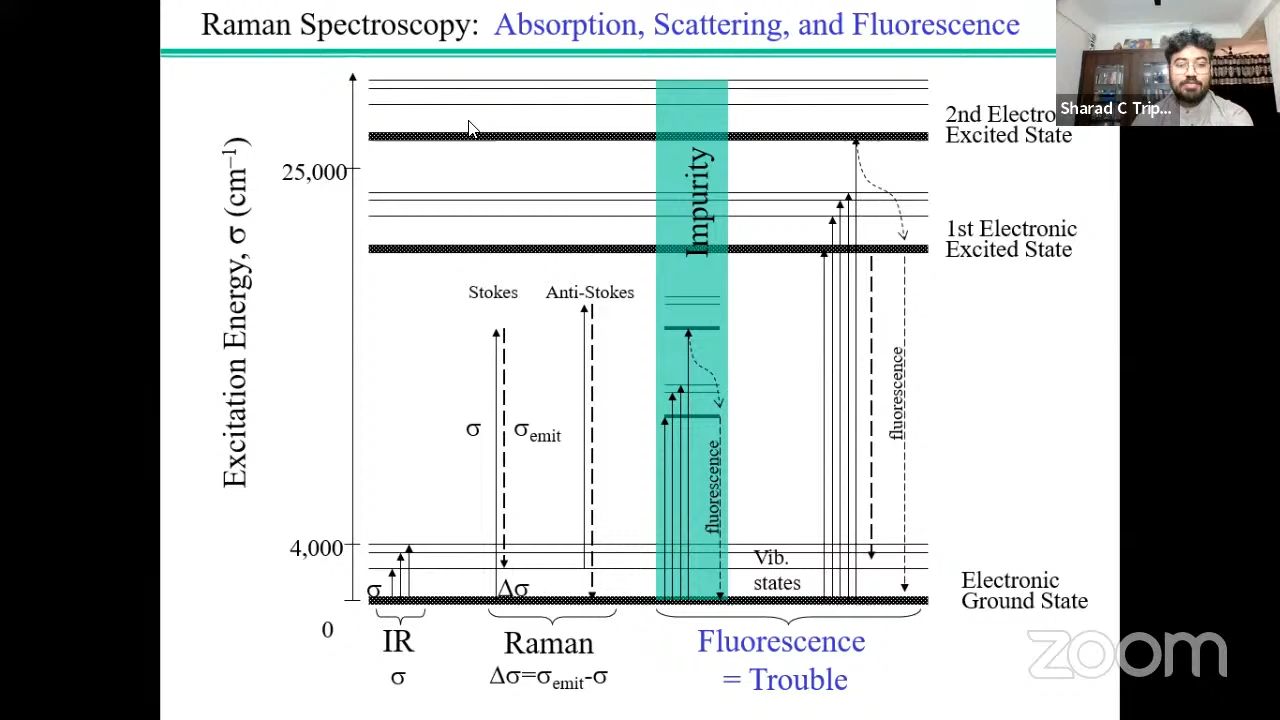 Raman Spectroscopy: Absorption, Scattering, and Fluorescence
Sharad C Trip...
2nd Electro
Excited State
25,000
Impurity
Excitation Energy, σ (cm⁻¹)
1st Electronic
Excited State
Stokes
Anti-Stokes
σ
σemit
fluorescence
fluorescence
4,000
Vib.
states
σ
Δσ
Electronic
Ground State
0
IR
Raman
Fluorescence
σ
Δσ=σemit-σ
= Trouble
zoom